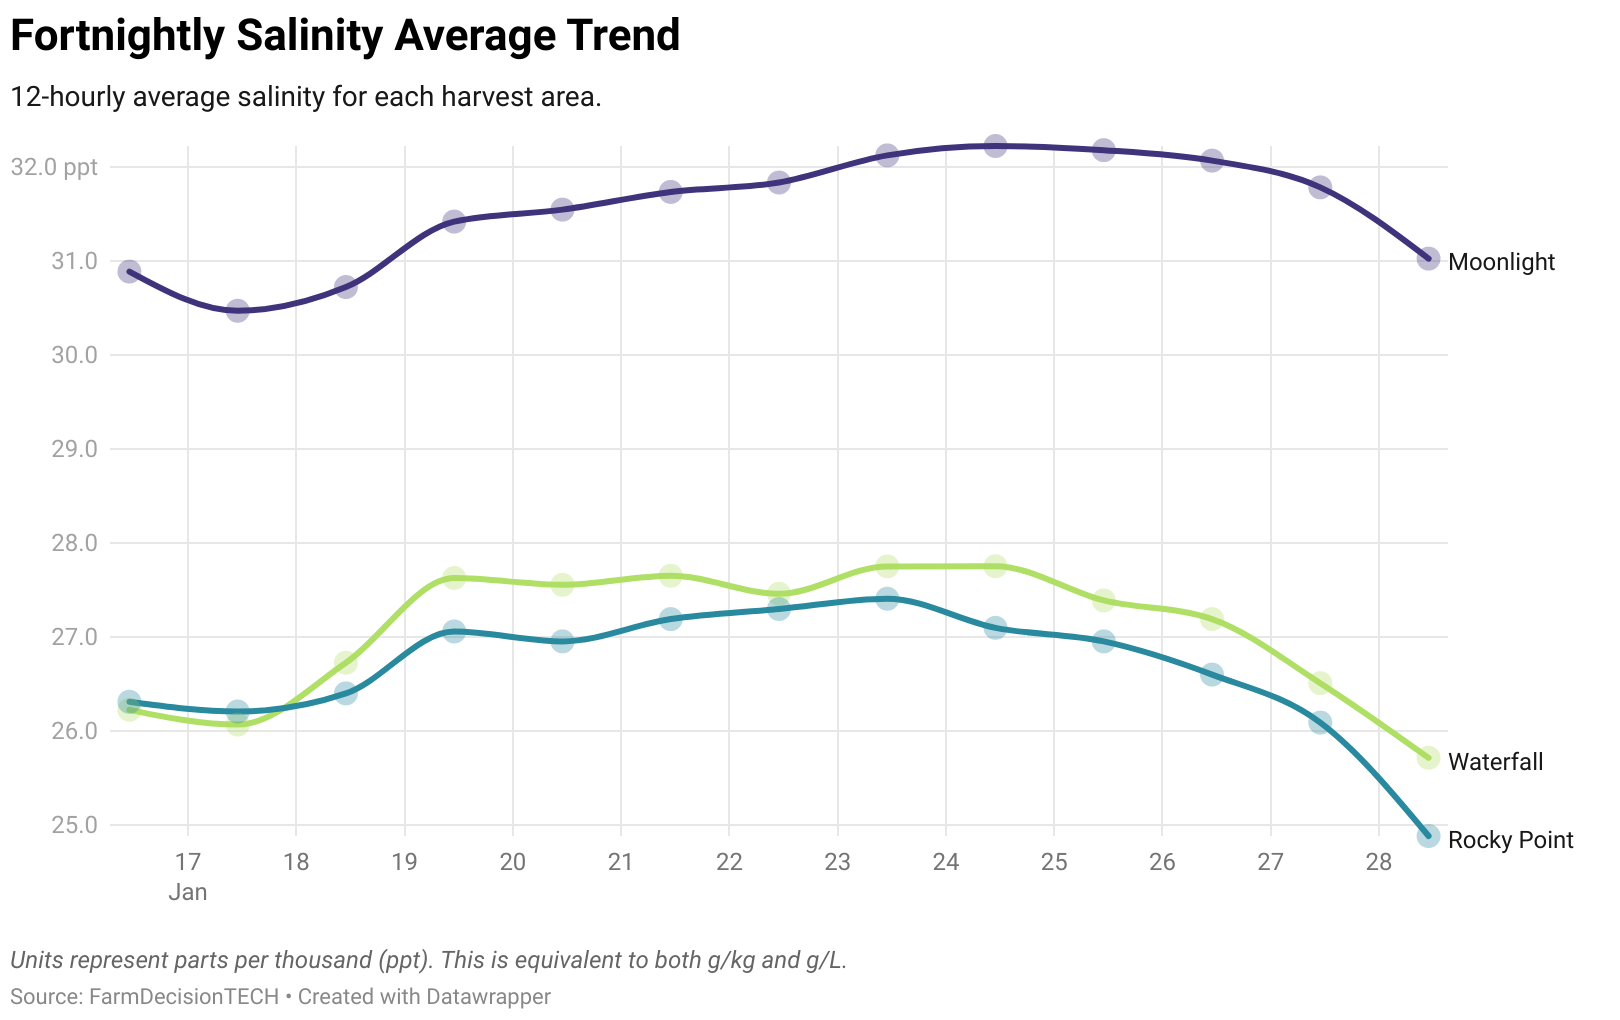 Fortnightly Salinity Average Trend
12-hourly average salinity for each harvest area.
32.0 ppt
31.0
30.0
29.0
28.0
27.0
26.0
25.0
Moonlight
Waterfall
Rocky Point
17 18 19 20 21 22 23 24 25 26 27 28
Jan
Units represent parts per thousand (ppt). This is equivalent to both g/kg and g/L.
Source: FarmDecisionTECH • Created with Datawrapper